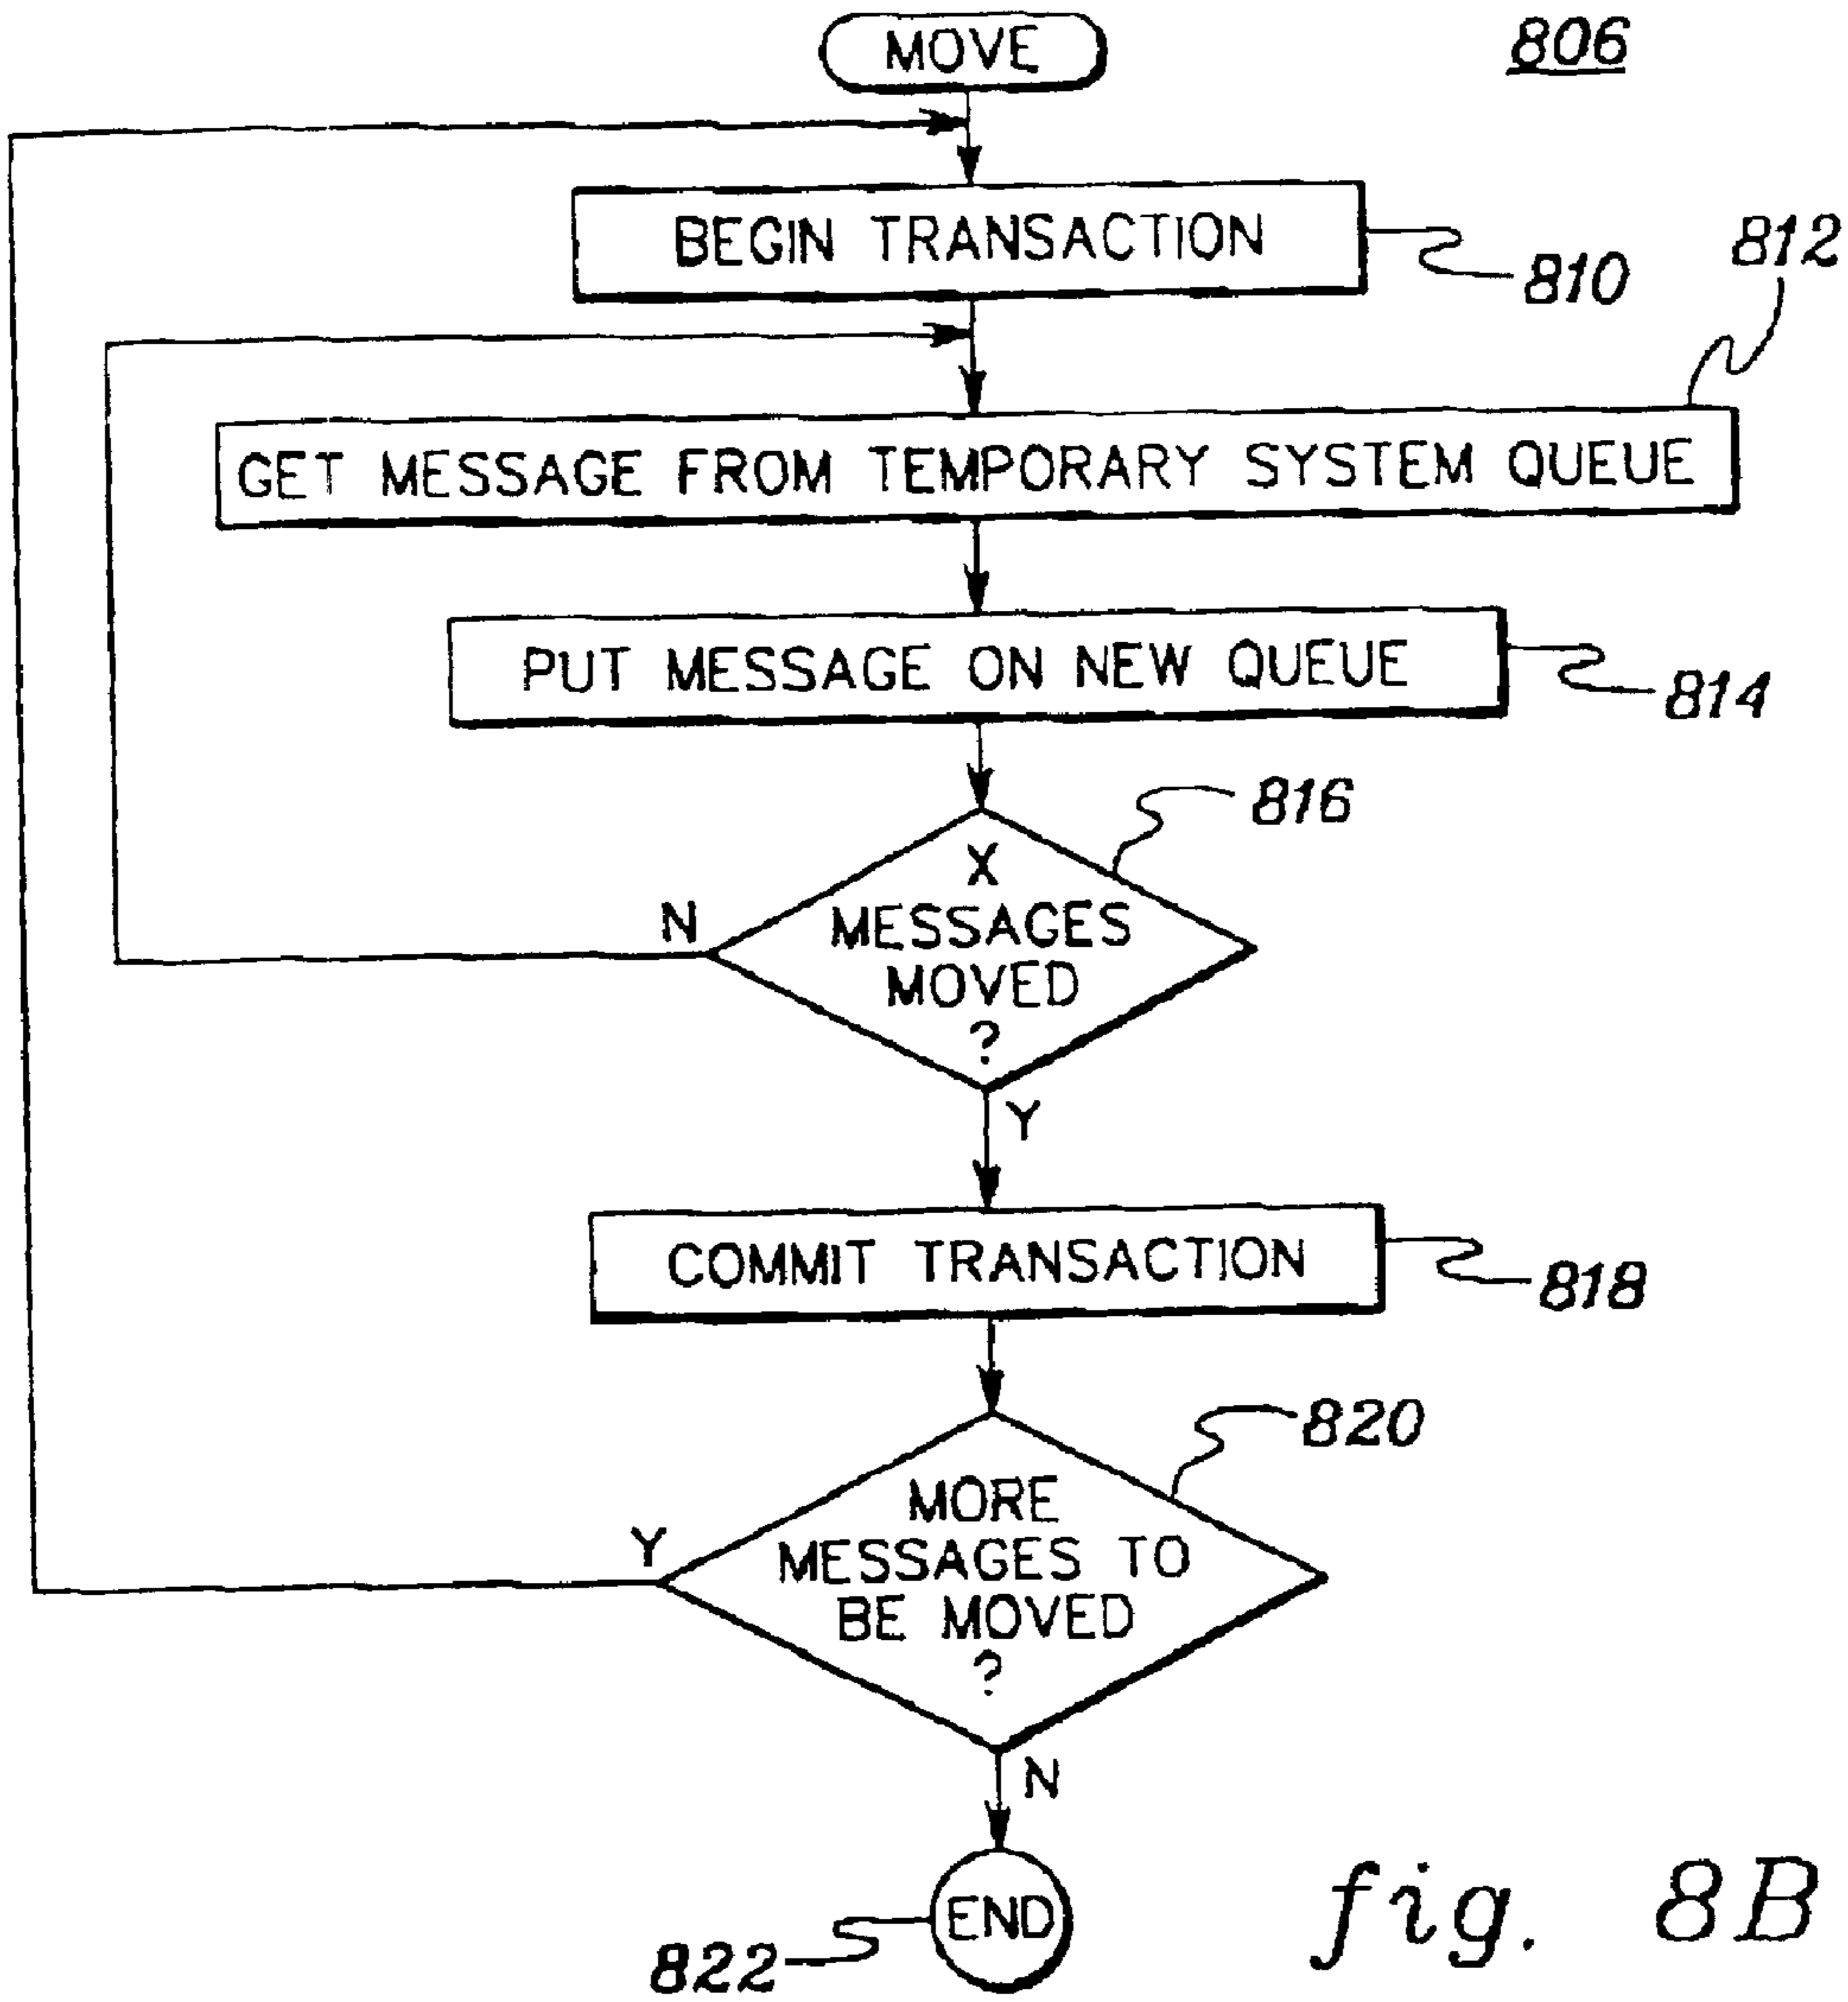 MOVE
806
BEGIN TRANSACTION
810
812
GET MESSAGE FROM TEMPORARY SYSTEM QUEUE
PUT MESSAGE ON NEW QUEUE
814
816
X
MESSAGES
MOVED
?
N
Y
COMMIT TRANSACTION
818
820
MORE
MESSAGES TO
BE MOVED
?
Y
N
END
822
fig. 8B